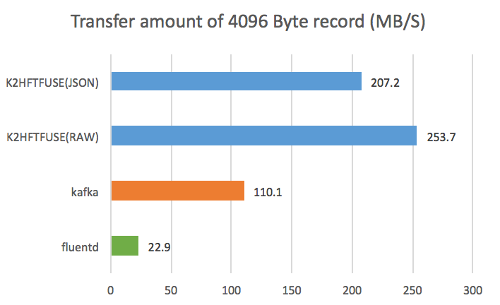 Transfer amount of 4096 Byte record (MB/S)
K2HFTFUSE(JSON) 207.2
K2HFTFUSE(RAW) 253.7
kafka 110.1
fluentd 22.9
0 50 100 150 200 250 300